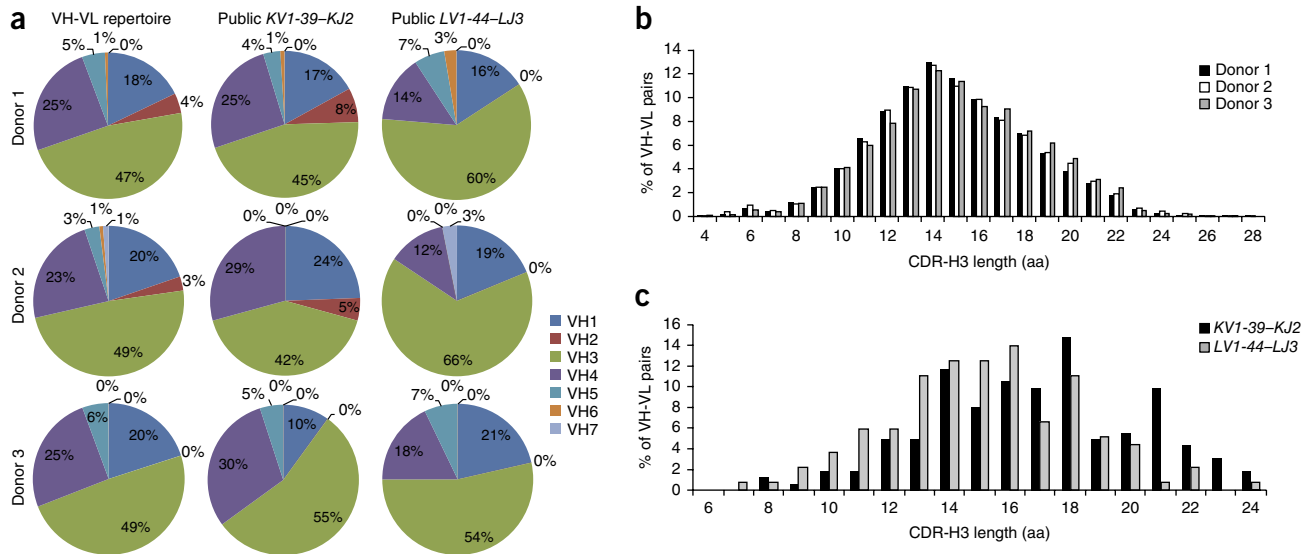 a
VH-VL repertoire
Public KV1-39–KJ2
Public LV1-44–LJ3
Donor 1
5%
1%
0%
18%
4%
47%
25%
4%
1%
0%
17%
8%
45%
25%
7%
3%
0%
16%
0%
60%
14%
Donor 2
3%
1%
1%
20%
3%
49%
23%
0%
0%
0%
24%
5%
42%
29%
0%
0%
3%
19%
0%
66%
12%
Donor 3
0%
6%
0%
20%
0%
49%
25%
5%
0%
0%
10%
0%
55%
30%
7%
0%
0%
21%
0%
54%
18%
VH1
VH2
VH3
VH4
VH5
VH6
VH7
b
% of VH-VL pairs
14
12
10
8
6
4
2
0
4 6 8 10 12 14 16 18 20 22 24 26 28
CDR-H3 length (aa)
Donor 1
Donor 2
Donor 3
c
% of VH-VL pairs
16
14
12
10
8
6
4
2
0
6 8 10 12 14 16 18 20 22 24
CDR-H3 length (aa)
KV1-39–KJ2
LV1-44–LJ3